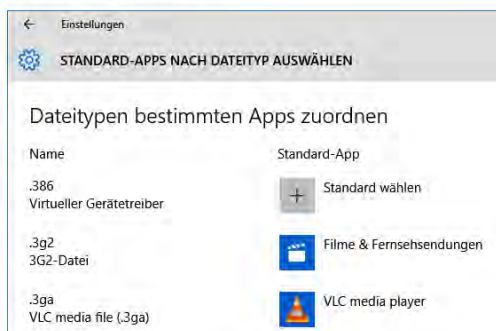 Einstellungen
STANDARD-APPS NACH DATEITYP AUSWÄHLEN
Dateitypen bestimmten Apps zuordnen
Name Standard-App
.386
Virtueller Gerätetreiber
Standard wählen
.3g2
3G2-Datei
Filme & Fernsehsendungen
.3ga
VLC media file (.3ga)
VLC media player